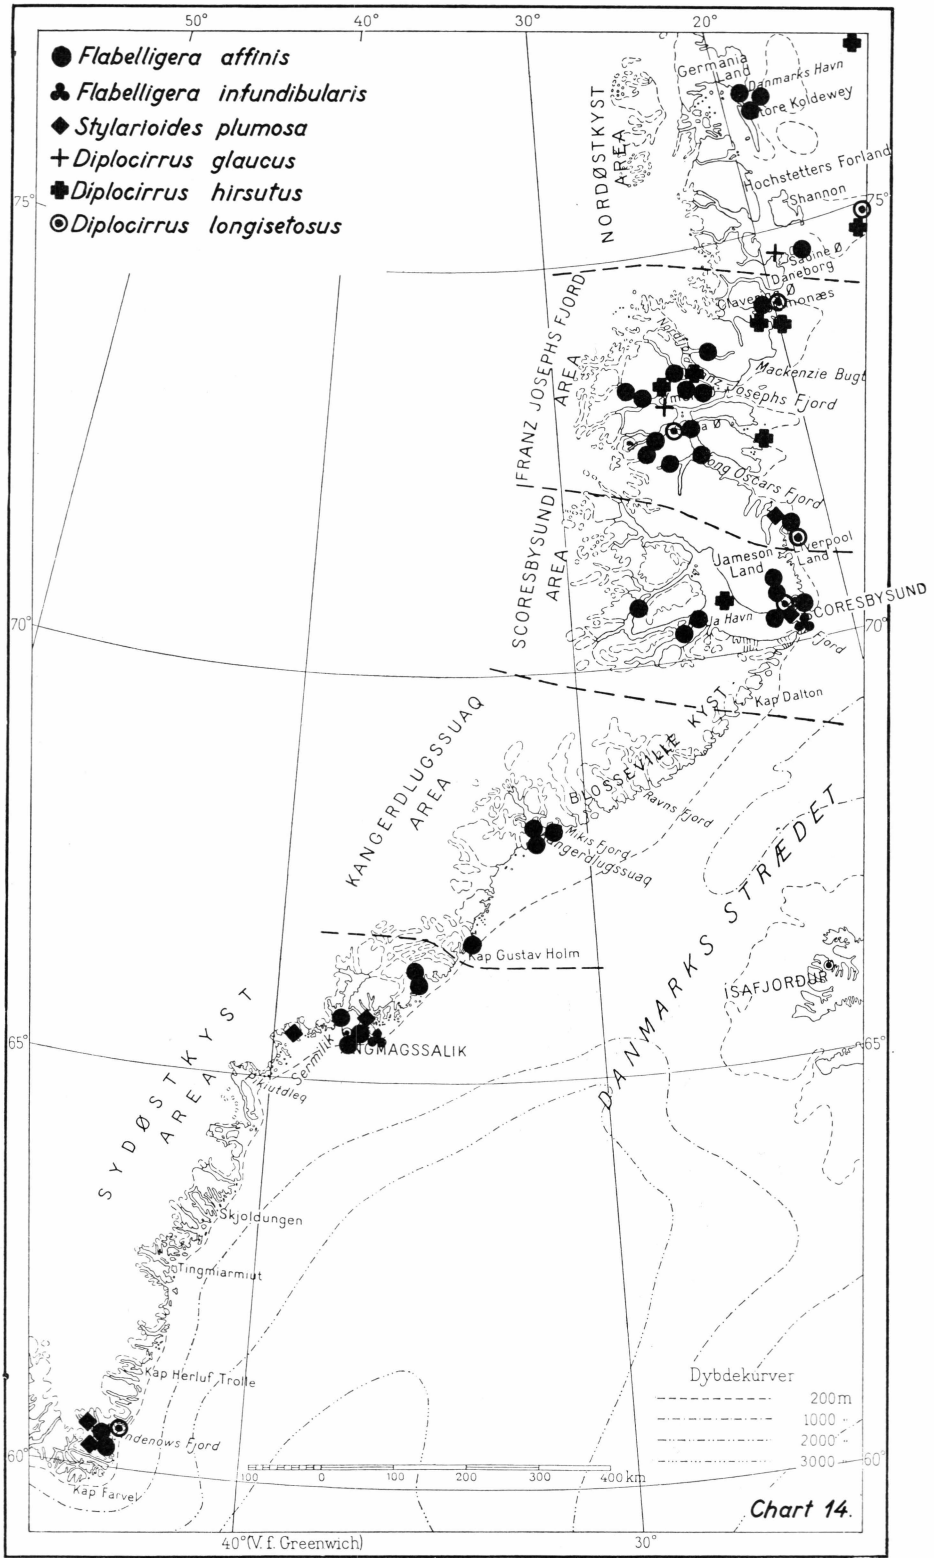 50° 40° 30° 20°
Flabelligera affinis
Flabelligera infundibularis
Stylarioides plumosa
Diplocirrus glaucus
Diplocirrus hirsutus
Diplocirrus longisetosus
Germania
Land
Danmarks Havn
Store Koldewey
NORDØSTKYST
AREA
Hochstetters Forland
Shannon
75° 75°
Sabine Ø
Daneborg
FRANZ JOSEPHS FJORD
AREA
Mackenzie Bugt
Josephs Fjord
Kong Oscars Fjord
SCORESBYSUND
AREA
Jameson
Land
Liverpool
Land
SCORESBYSUND
Havn
Fjord
70° 70°
Kap Dalton
KANGERDLUGSSUAQ
AREA
BLOSSEVILLE KYST
Ravns Fjord
Mikis Fjord
Kangerdlugssuaq
DANMARKS STRÆDET
Kap Gustav Holm
ISAFJORÐUR
65° 65°
ANGMAGSSALIK
Sermilik
Pikiutdleq
SYDØSTKYST
AREA
Skjoldungen
Tingmiarmiut
Kap Herluf Trolle
Lindenows Fjord
60° 60°
Kap Farvel
Dybdekurver
200m
1000 "
2000 "
3000 "
100 0 100 200 300 400 km
Chart 14.
40° (V. f. Greenwich) 30°